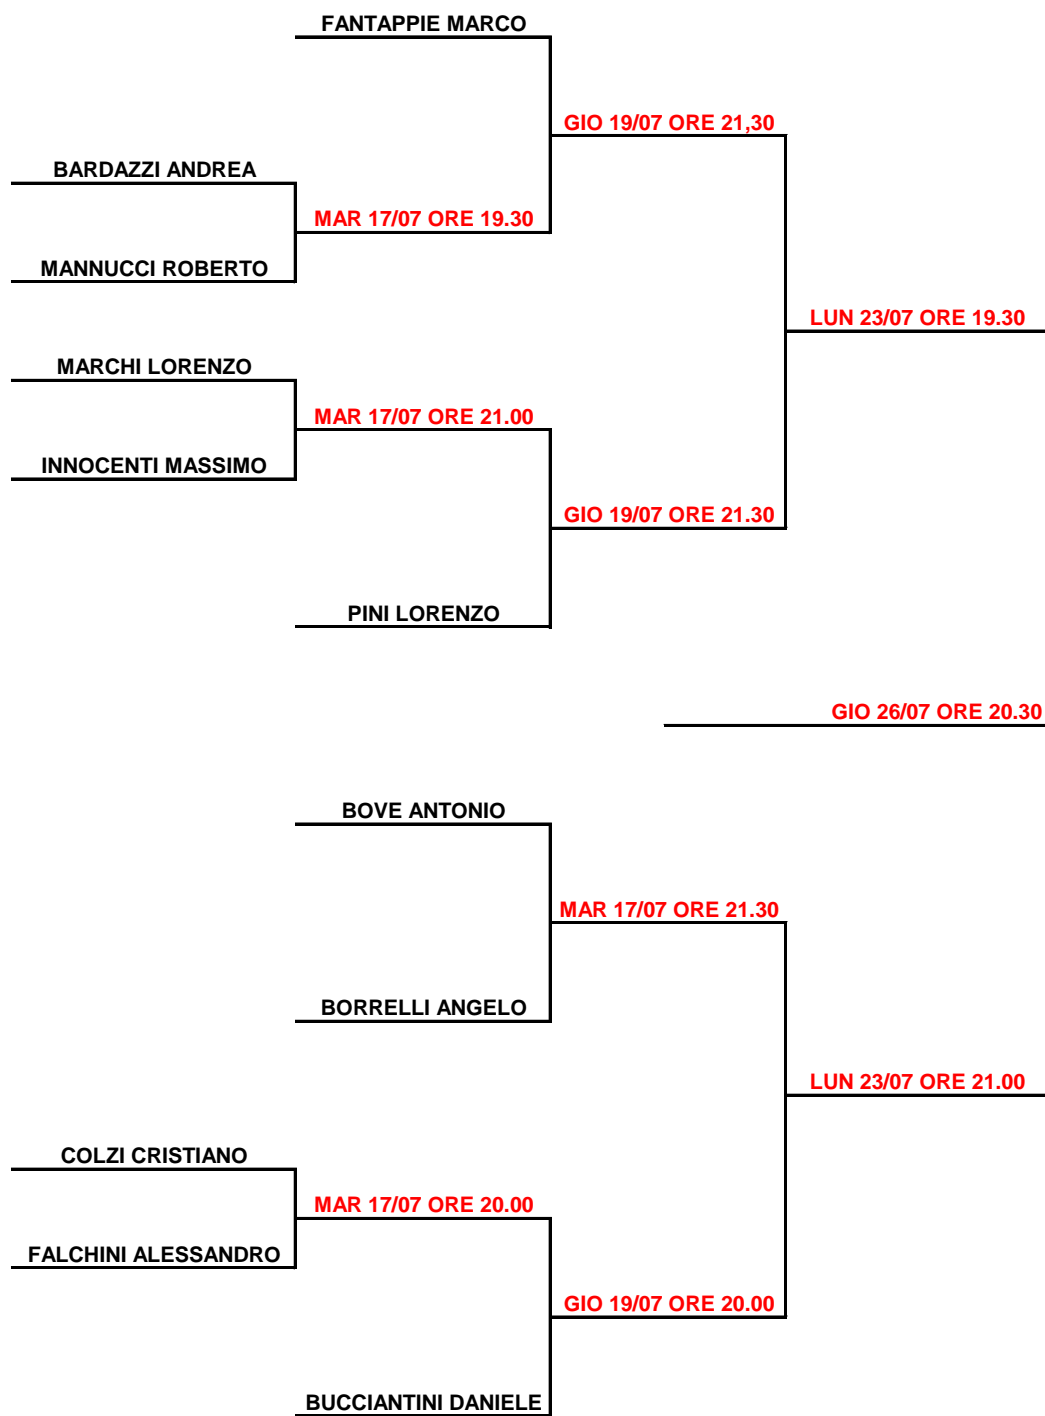 FANTAPPIE MARCO
GIO 19/07 ORE 21,30
BARDAZZI ANDREA
MAR 17/07 ORE 19.30
MANNUCCI ROBERTO
LUN 23/07 ORE 19.30
MARCHI LORENZO
MAR 17/07 ORE 21.00
INNOCENTI MASSIMO
GIO 19/07 ORE 21.30
PINI LORENZO
GIO 26/07 ORE 20.30
BOVE ANTONIO
MAR 17/07 ORE 21.30
BORRELLI ANGELO
LUN 23/07 ORE 21.00
COLZI CRISTIANO
MAR 17/07 ORE 20.00
FALCHINI ALESSANDRO
GIO 19/07 ORE 20.00
BUCCIANTINI DANIELE